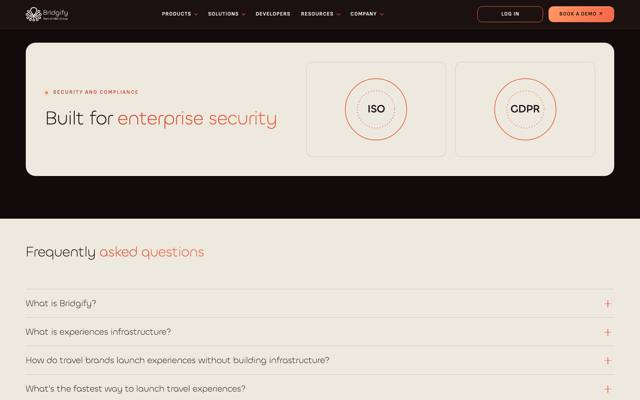 Bridgify
PRODUCTS
SOLUTIONS
DEVELOPERS
RESOURCES
COMPANY
LOG IN
BOOK A DEMO ↗
SECURITY AND COMPLIANCE
Built for enterprise security
ISO
GDPR
Frequently asked questions
What is Bridgify?
What is experiences infrastructure?
How do travel brands launch experiences without building infrastructure?
What's the fastest way to launch travel experiences?